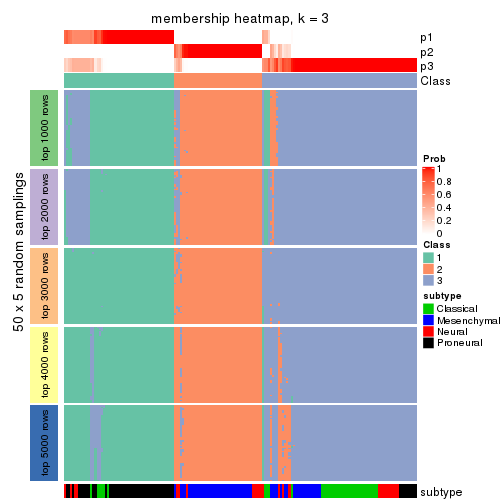 membership heatmap, k = 3
p1
p2
p3
Class
50 x 5 random samplings
top 1000 rows
top 2000 rows
top 3000 rows
top 4000 rows
top 5000 rows
Prob
1
0.8
0.6
0.4
0.2
0
Class
1
2
3
subtype
Classical
Mesenchymal
Neural
Proneural
subtype